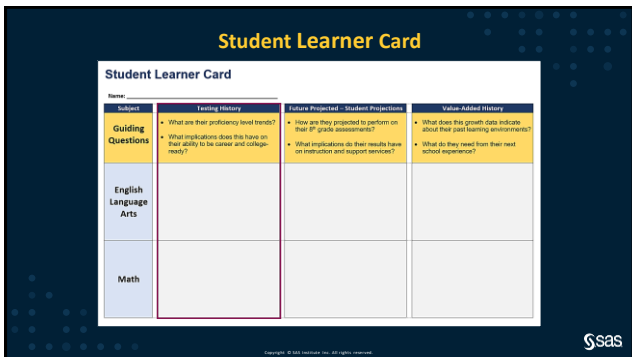 Student Learner Card
Student Learner Card
Name:
Subject
Testing History
Future Projected – Student Projections
Value-Added History
Guiding
Questions
• What are their proficiency level trends?
• What implications does this have on
their ability to be career and college-
ready?
• How are they projected to perform on
their 8th grade assessments?
• What implications do their results have
on instruction and support services?
• What does this growth data indicate
about their past learning environments?
• What do they need from their next
school experience?
English
Language
Arts
Math
Copyright © SAS Institute Inc. All rights reserved.
sas